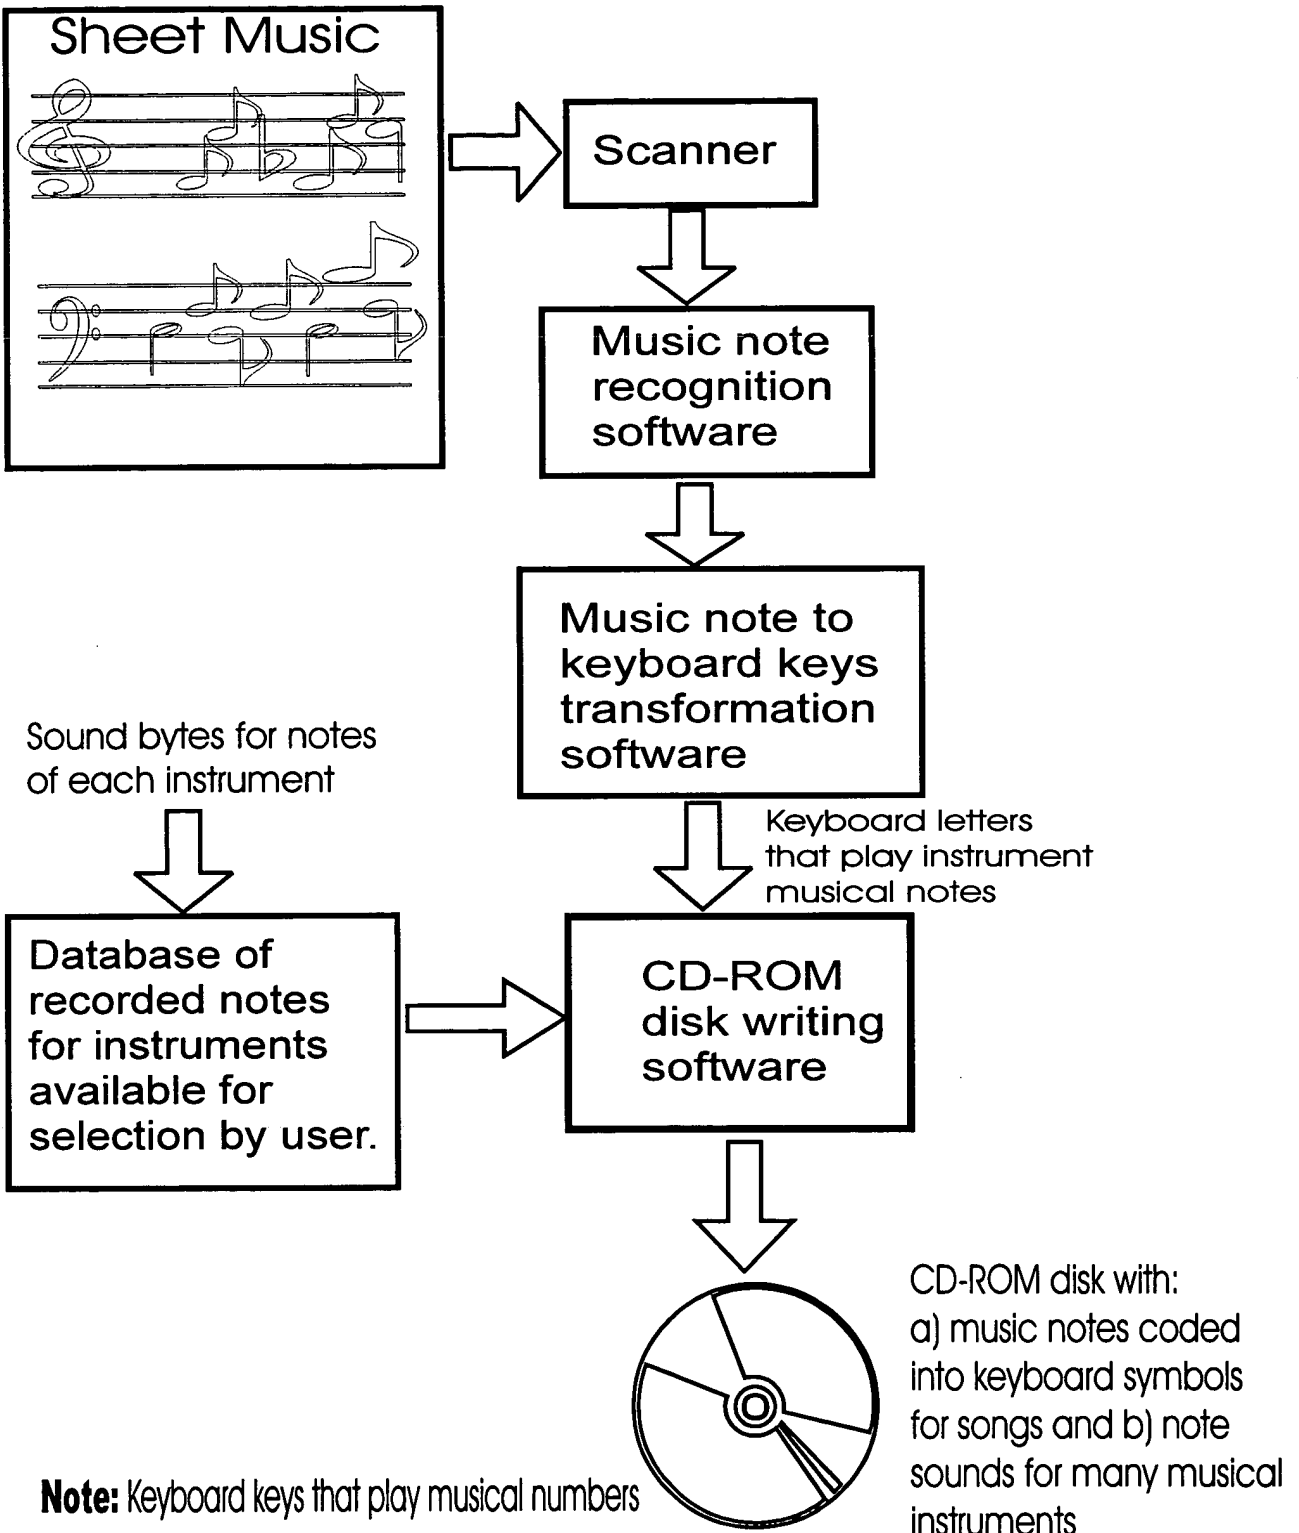 Sheet Music
Scanner
Music note
recognition
software
Music note to
keyboard keys
transformation
software
Sound bytes for notes
of each instrument
Keyboard letters
that play instrument
musical notes
Database of
recorded notes
for instruments
available for
selection by user.
CD-ROM
disk writing
software
CD-ROM disk with:
a) music notes coded
into keyboard symbols
for songs and b) note
sounds for many musical
instruments
Note: Keyboard keys that play musical numbers